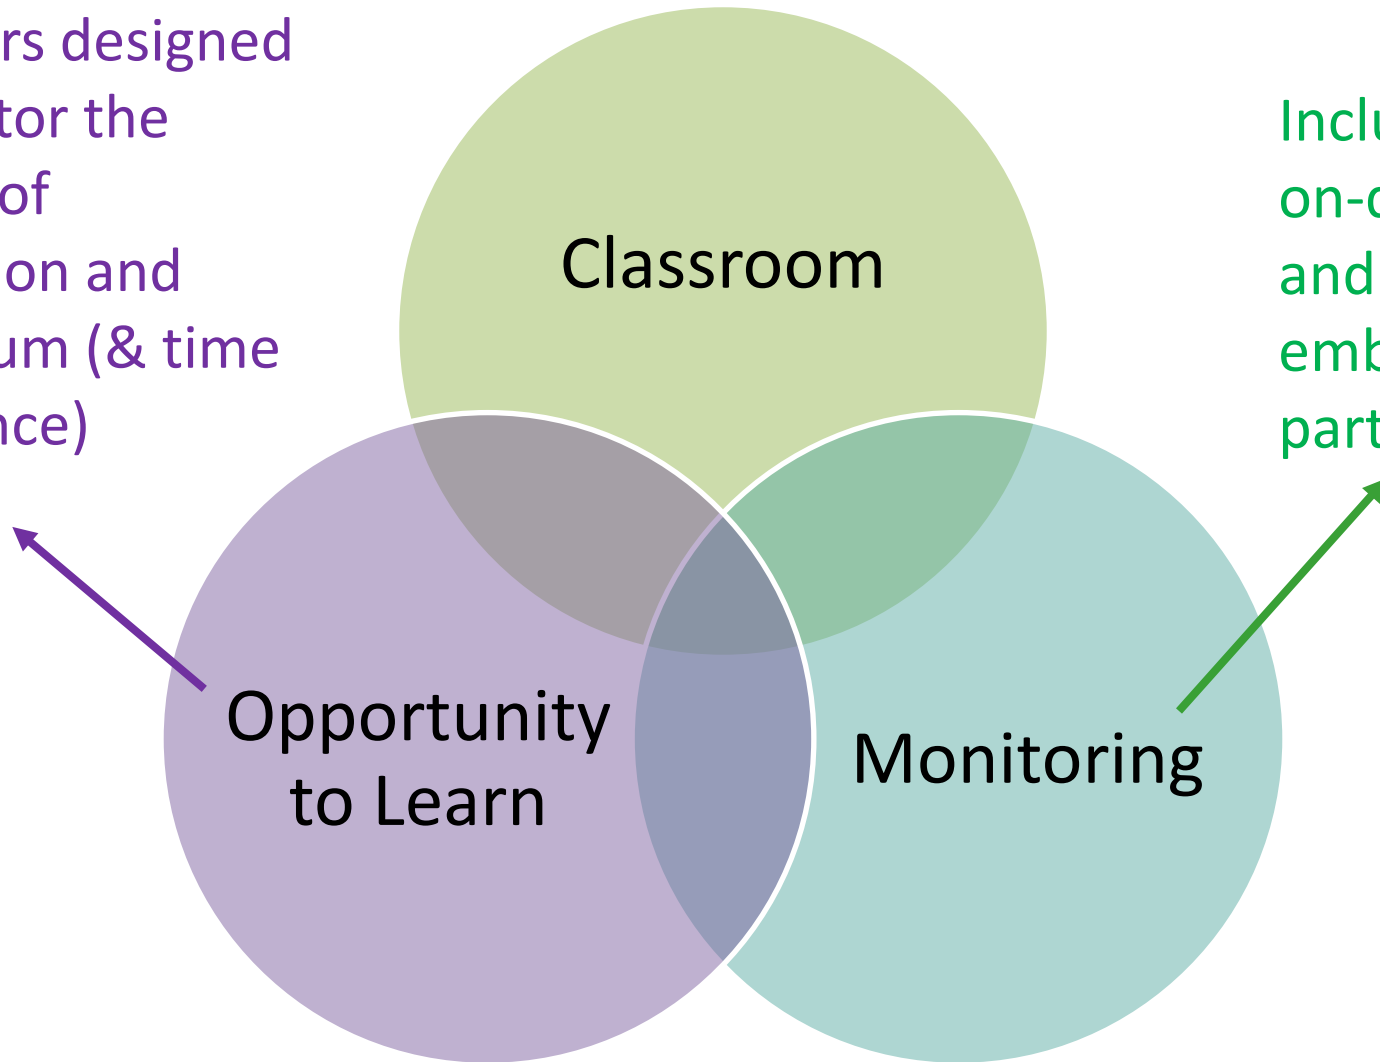 rs designed
tor the
of
on and
um (& time
nce)
Classroom
Inclu
on-
and
emb
part
Opportunity
to Learn
Monitoring